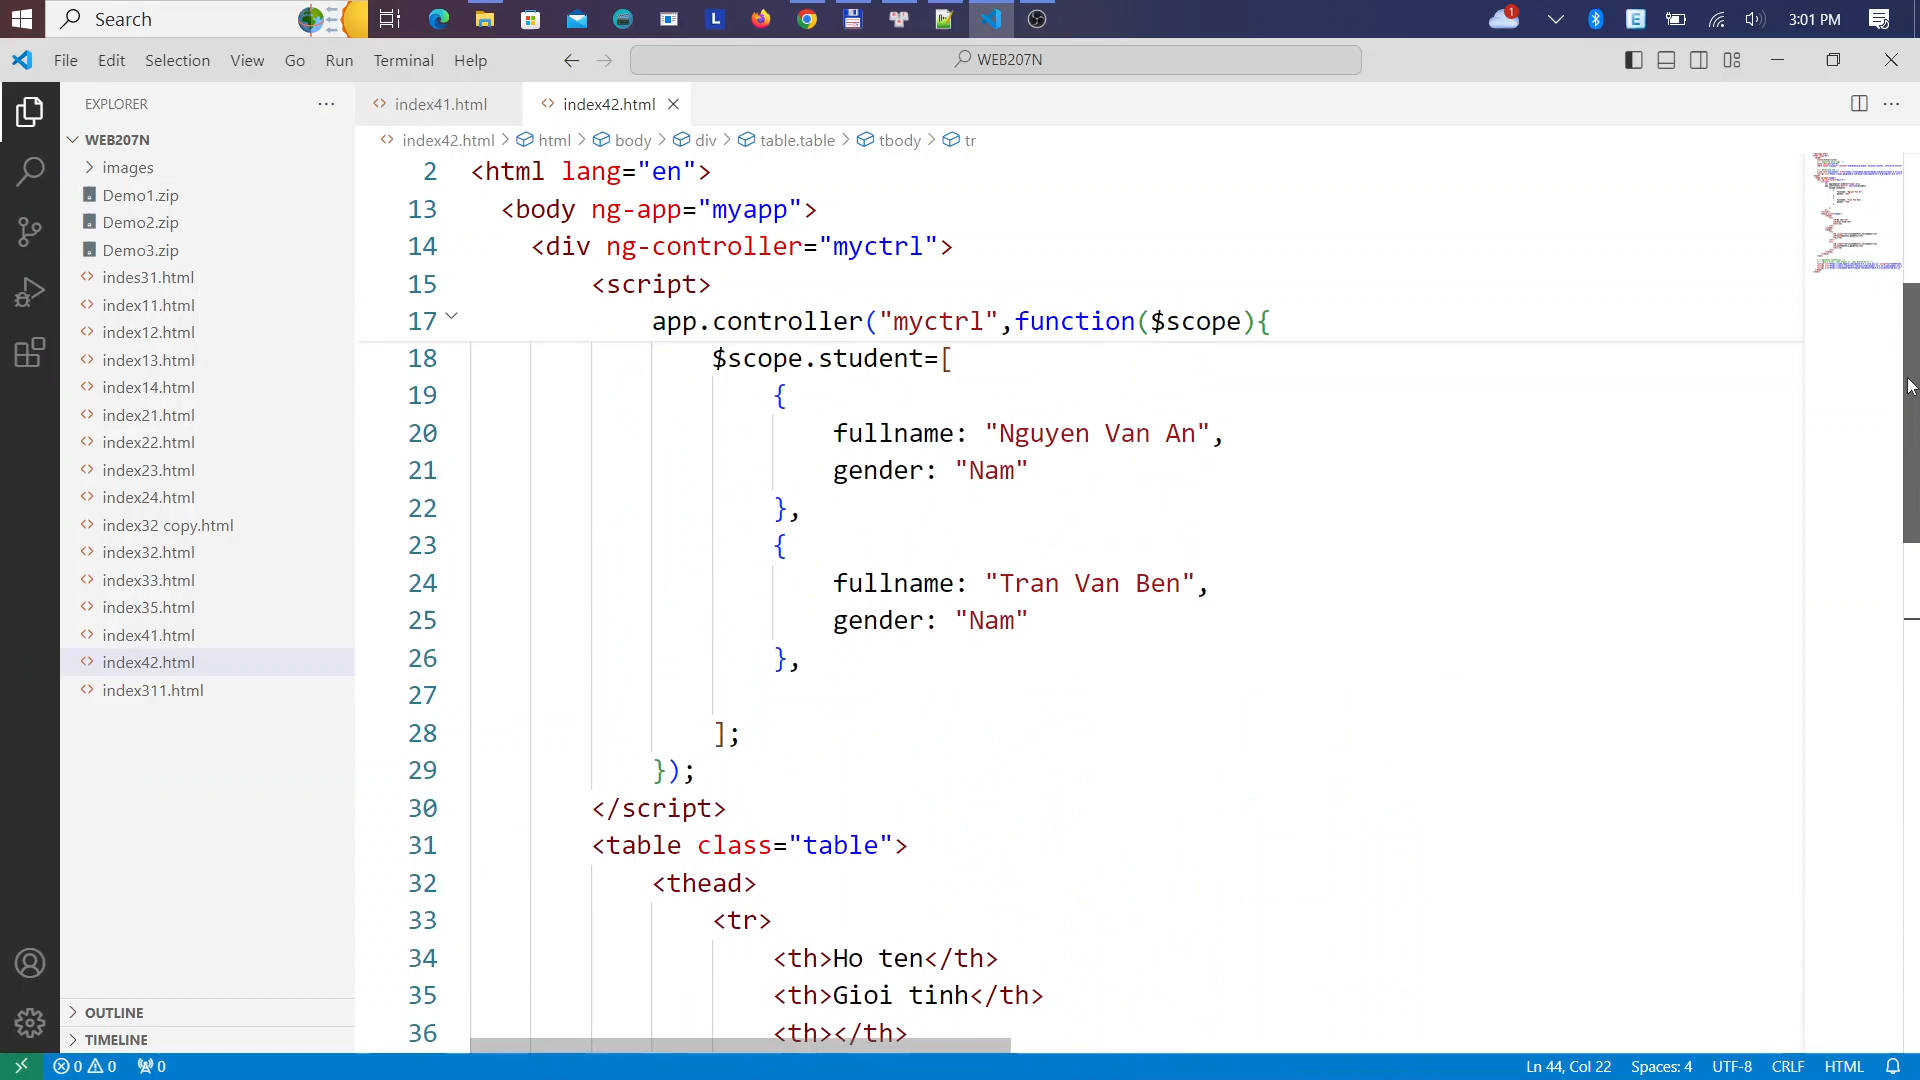 Search
3:01 PM
File Edit Selection View Go Run Terminal Help
WEB207N
EXPLORER
index41.html
index42.html
WEB207N
index42.html > html > body > div > table.table > tbody > tr
images
Demo1.zip
Demo2.zip
Demo3.zip
indes31.html
index11.html
index12.html
index13.html
index14.html
index21.html
index22.html
index23.html
index24.html
index32 copy.html
index32.html
index33.html
index35.html
index41.html
index42.html
index311.html
OUTLINE
TIMELINE
2 <html lang="en">
13 <body ng-app="myapp">
14 <div ng-controller="myctrl">
15 <script>
17 app.controller("myctrl",function($scope){
18 $scope.student=[
19 {
20 fullname: "Nguyen Van An",
21 gender: "Nam"
22 },
23 {
24 fullname: "Tran Van Ben",
25 gender: "Nam"
26 },
27
28 ];
29 });
30 </script>
31 <table class="table">
32 <thead>
33 <tr>
34 <th>Ho ten</th>
35 <th>Gioi tinh</th>
36 <th></th>
0 0 0
Ln 44, Col 22 Spaces: 4 UTF-8 CRLF HTML